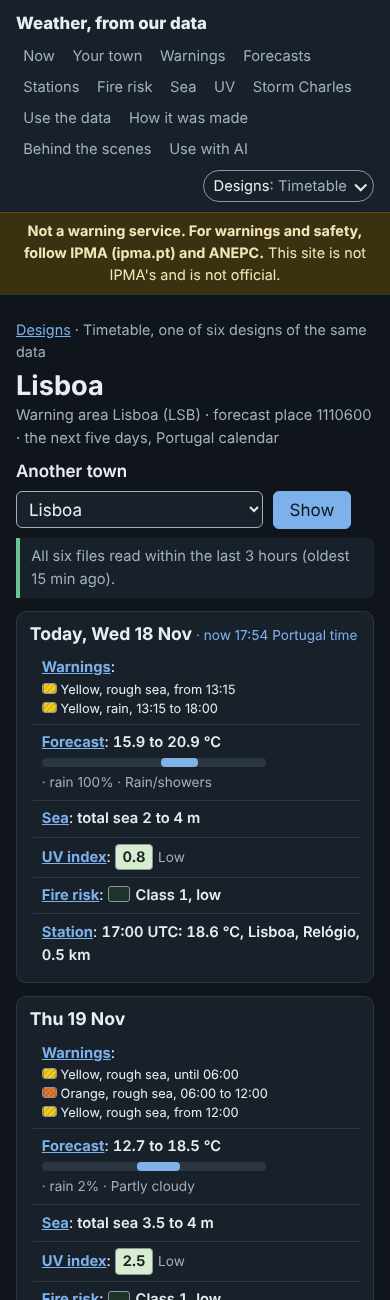 Weather, from our data
Now Your town Warnings Forecasts
Stations Fire risk Sea UV Storm Charles
Use the data How it was made
Behind the scenes Use with AI
Designs: Timetable
Not a warning service. For warnings and safety,
follow IPMA (ipma.pt) and ANEPC. This site is not
IPMA's and is not official.
Designs · Timetable, one of six designs of the same
data
Lisboa
Warning area Lisboa (LSB) · forecast place 1110600
· the next five days, Portugal calendar
Another town
Lisboa Show
All six files read within the last 3 hours (oldest
15 min ago).
Today, Wed 18 Nov · now 17:54 Portugal time
Warnings:
Yellow, rough sea, from 13:15
Yellow, rain, 13:15 to 18:00
Forecast: 15.9 to 20.9 °C
· rain 100% · Rain/showers
Sea: total sea 2 to 4 m
UV index: 0.8 Low
Fire risk: Class 1, low
Station: 17:00 UTC: 18.6 °C, Lisboa, Relógio,
0.5 km
Thu 19 Nov
Warnings:
Yellow, rough sea, until 06:00
Orange, rough sea, 06:00 to 12:00
Yellow, rough sea, from 12:00
Forecast: 12.7 to 18.5 °C
· rain 2% · Partly cloudy
Sea: total sea 3.5 to 4 m
UV index: 2.5 Low
Fire risk: Class 1, low